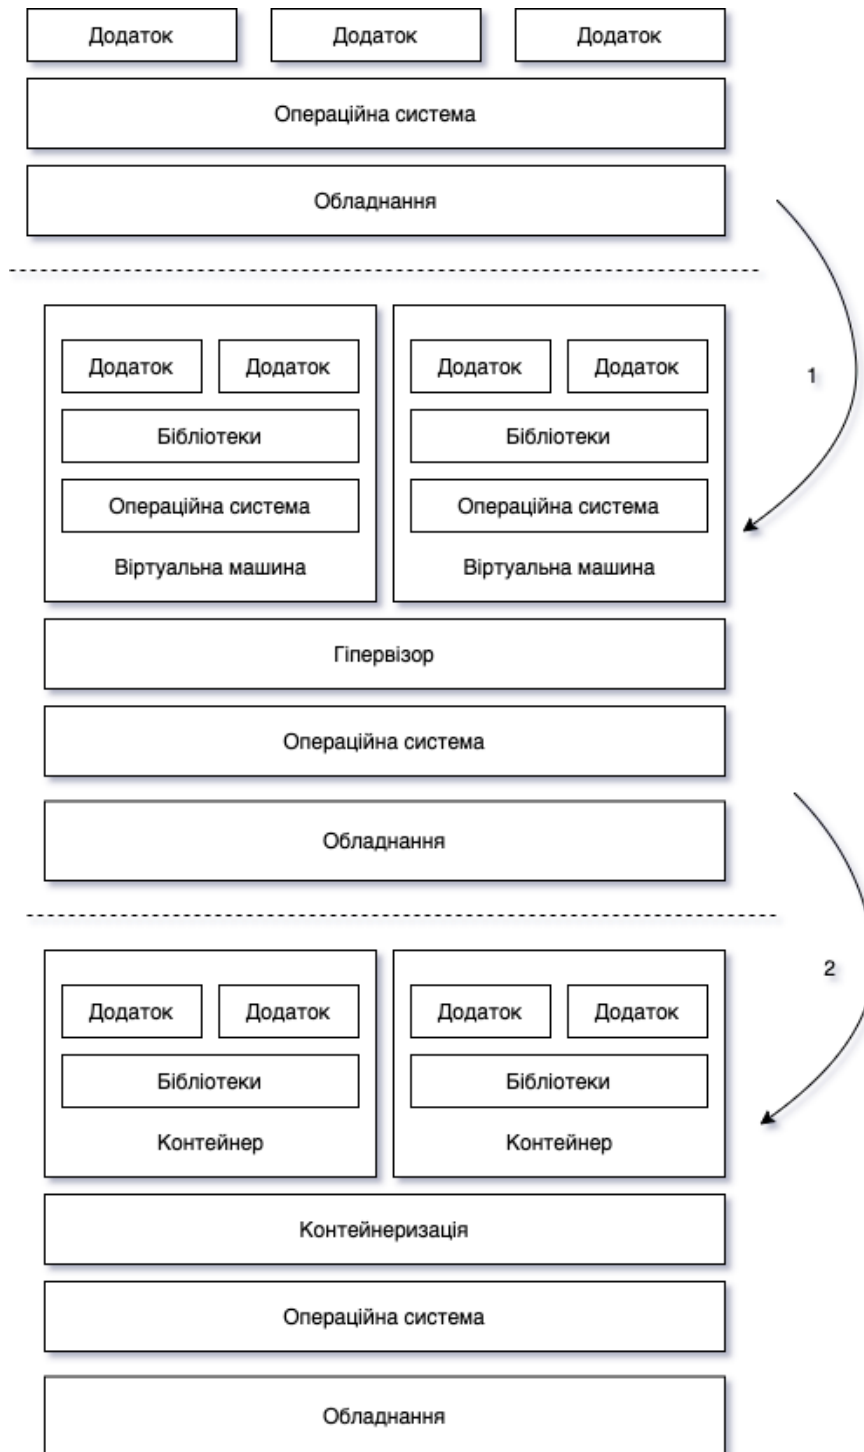 Додаток Додаток Додаток
Операційна система
Обладнання
Додаток Додаток Додаток Додаток
1
Бібліотеки Бібліотеки
Операційна система Операційна система
Віртуальна машина Віртуальна машина
Гіпервізор
Операційна система
Обладнання
2
Додаток Додаток Додаток Додаток
Бібліотеки Бібліотеки
Контейнер Контейнер
Контейнеризація
Операційна система
Обладнання